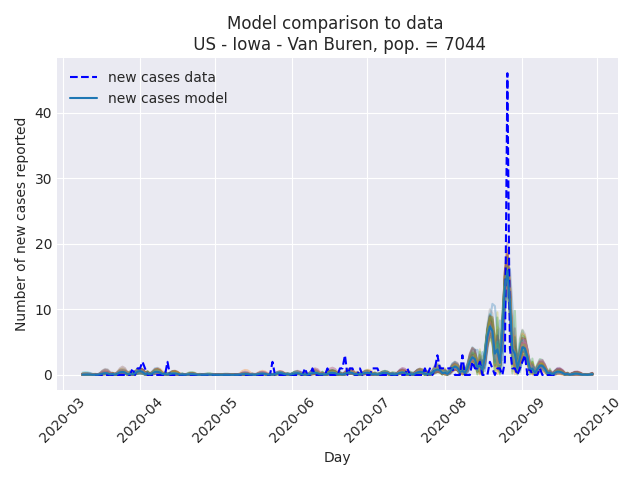 Model comparison to data
US - Iowa - Van Buren, pop. = 7044
new cases data
new cases model
Number of new cases reported
40
30
20
10
0
2020-03
2020-04
2020-05
2020-06
2020-07
2020-08
2020-09
2020-10
Day